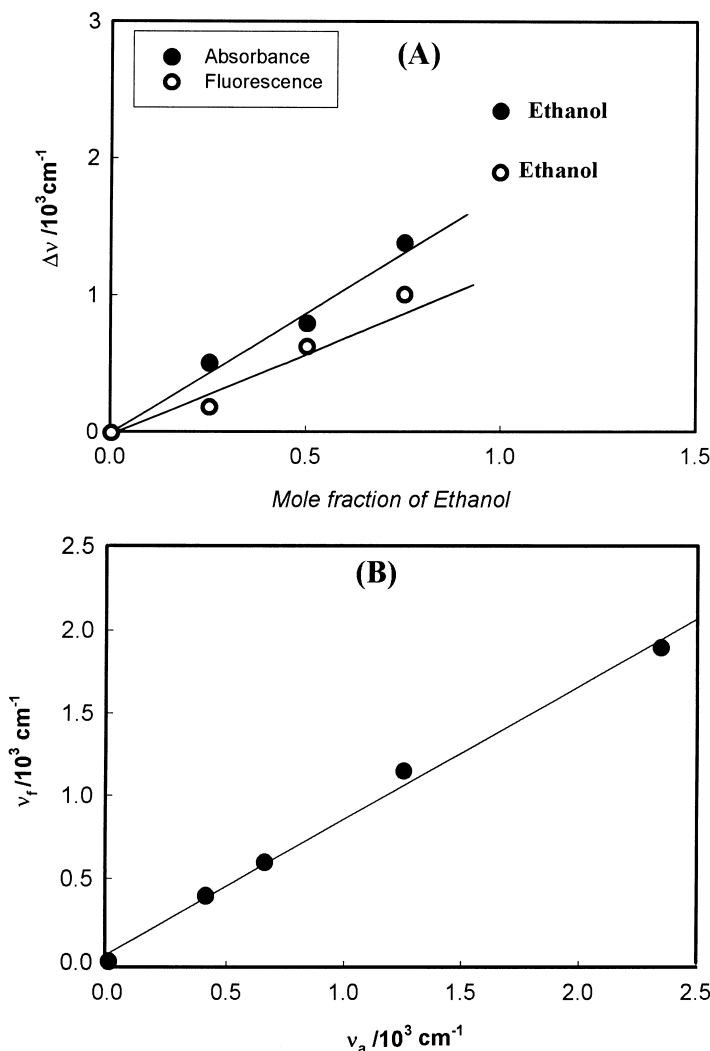 3
Absorbance
(A)
Fluorescence
Ethanol
2
Ethanol
Δν /10³cm⁻¹
1
0
0.0 0.5 1.0 1.5
Mole fraction of Ethanol
2.5
(B)
2.0
1.5
νf /10³ cm⁻¹
1.0
0.5
0.0
0.0 0.5 1.0 1.5 2.0 2.5
νa /10³ cm⁻¹